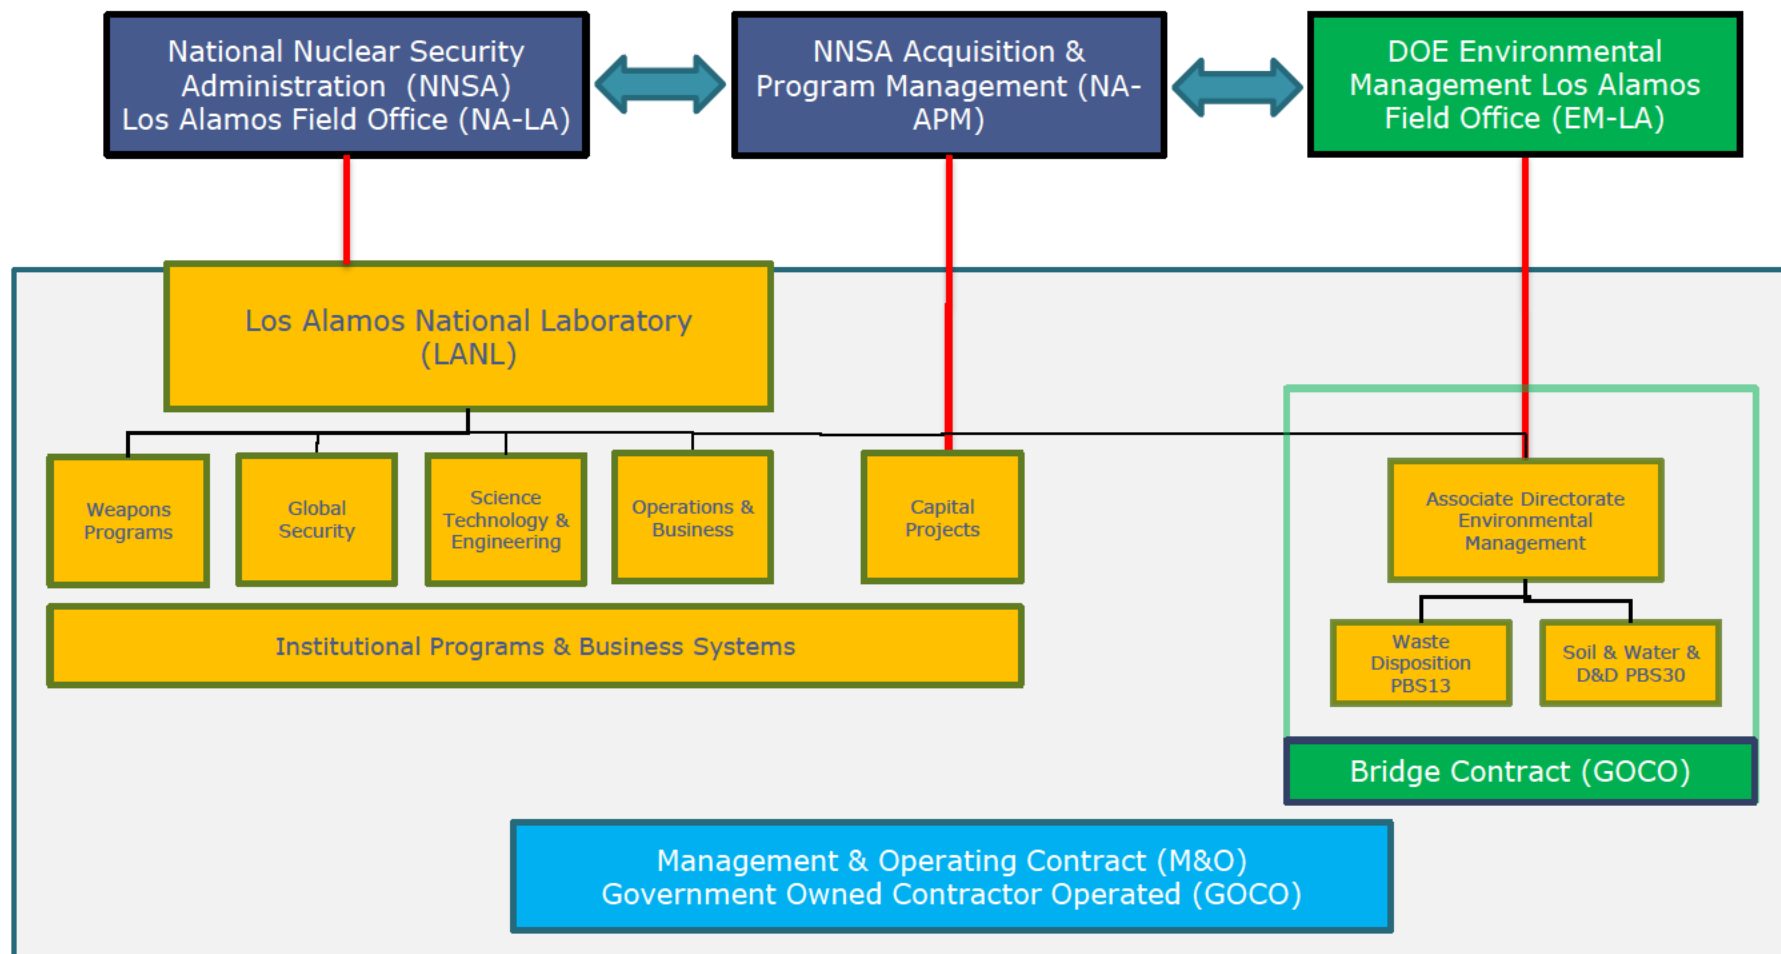 National Nuclear Security
Administration (NNSA)
Los Alamos Field Office (NA-LA)
NNSA Acquisition &
Program Management (NA-
APM)
DOE Environmental
Management Los Alamos
Field Office (EM-LA)
Los Alamos National Laboratory
(LANL)
Weapons
Programs
Global
Security
Science
Technology &
Engineering
Operations &
Business
Capital
Projects
Associate Directorate
Environmental
Management
Institutional Programs & Business Systems
Waste
Disposition
PBS13
Soil & Water &
D&D PBS30
Bridge Contract (GOCO)
Management & Operating Contract (M&O)
Government Owned Contractor Operated (GOCO)